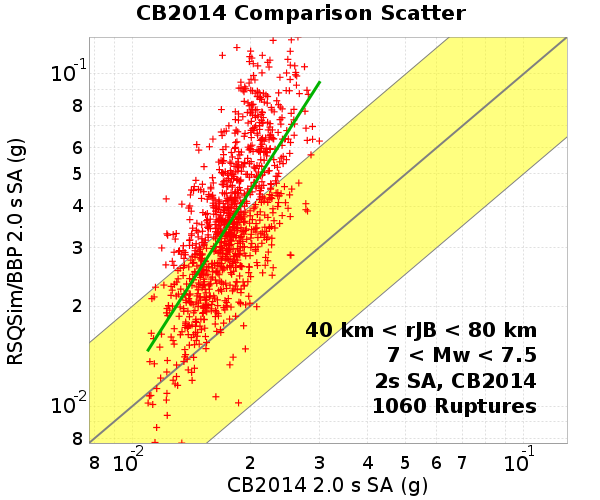 CB2014 Comparison Scatter
RSQSim/BBP 2.0 s SA (g)
10-1
8
6
5
4
3
2
10-2
8
40 km < rJB < 80 km
7 < Mw < 7.5
2s SA, CB2014
1060 Ruptures
8 10-2 2 3 4 5 6 7 10-1
CB2014 2.0 s SA (g)